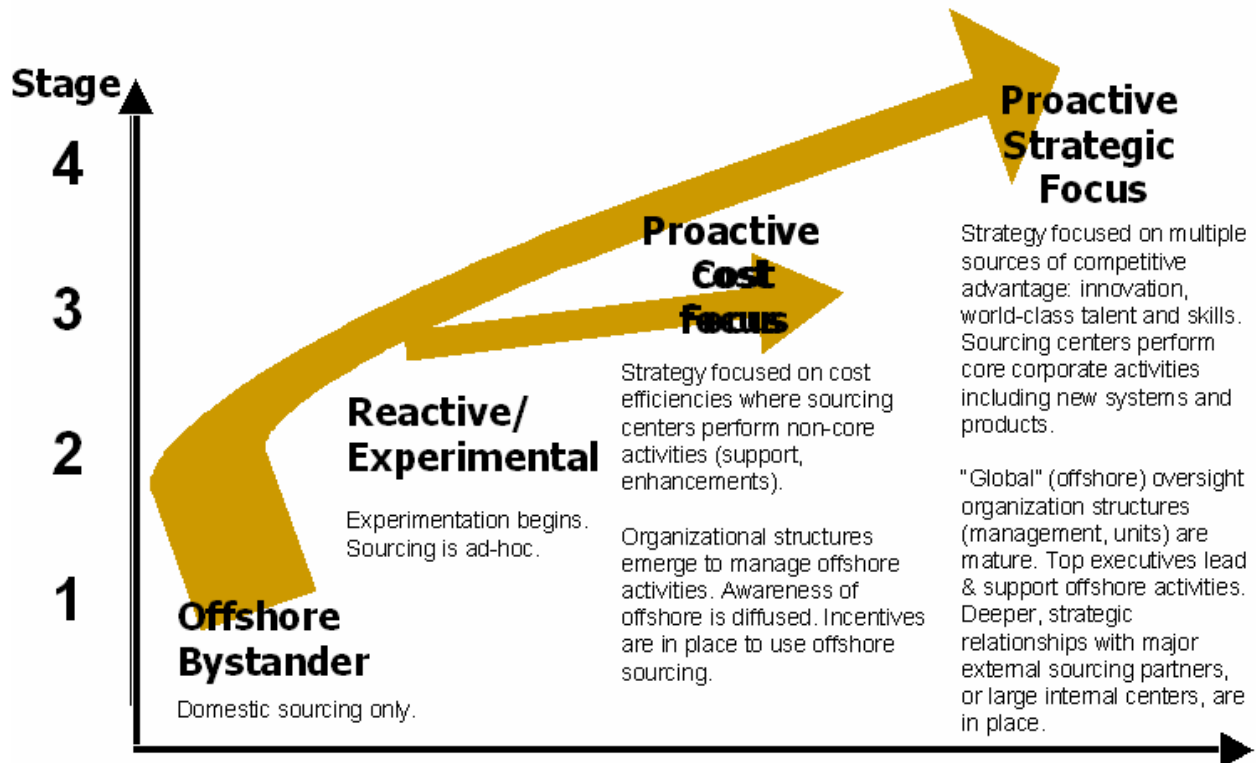 Stage
4
3
2
1
Offshore
Bystander
Domestic sourcing only.
Reactive/
Experimental
Experimentation begins.
Sourcing is ad-hoc.
Proactive
Cost
Focus
Strategy focused on cost
efficiencies where sourcing
centers perform non-core
activities (support,
enhancements).
Organizational structures
emerge to manage offshore
activities. Awareness of
offshore is diffused. Incentives
are in place to use offshore
sourcing.
Proactive
Strategic
Focus
Strategy focused on multiple
sources of competitive
advantage: innovation,
world-class talent and skills.
Sourcing centers perform
core corporate activities
including new systems and
products.
"Global" (offshore) oversight
organization structures
(management, units) are
mature. Top executives lead
& support offshore activities.
Deeper, strategic
relationships with major
external sourcing partners,
or large internal centers, are
in place.